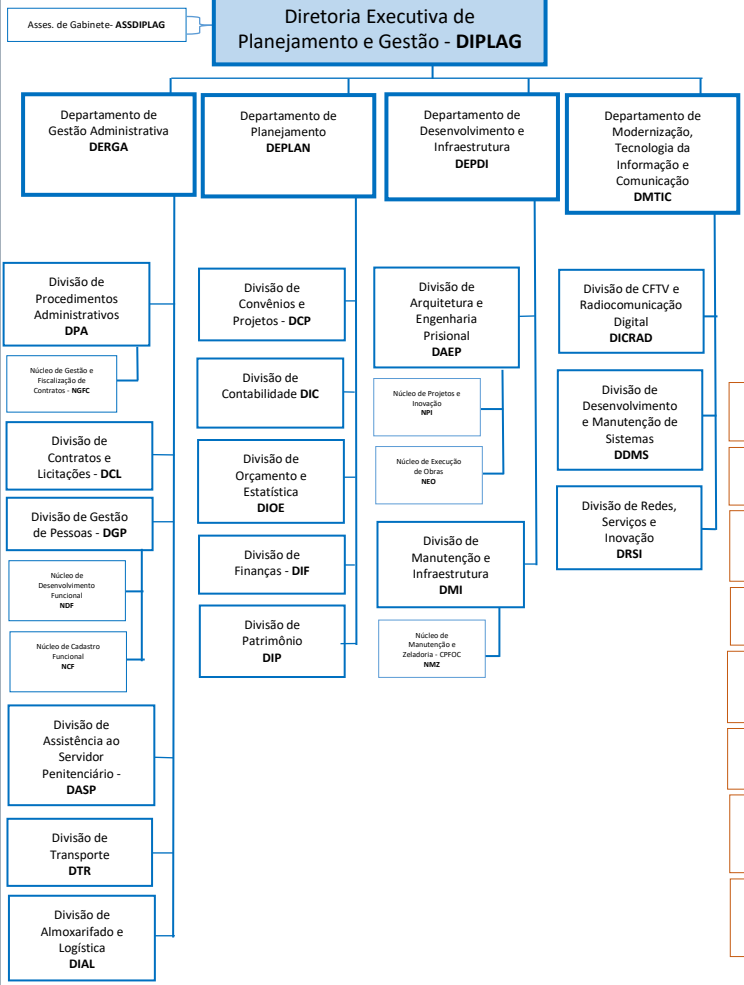 Asses. de Gabinete- ASSDIPLAG
Diretoria Executiva de
Planejamento e Gestão - DIPLAG
Departamento de
Gestão Administrativa
DERGA
Departamento de
Planejamento
DEPLAN
Departamento de
Desenvolvimento e
Infraestrutura
DEPDI
Departamento de
Modernização,
Tecnologia da
Informação e
Comunicação
DMTIC
Divisão de
Procedimentos
Administrativos
DPA
Núcleo de Gestão e
Fiscalização de
Contratos - NGFC
Divisão de
Contratos e
Licitações - DCL
Divisão de Gestão
de Pessoas - DGP
Núcleo de
Desenvolvimento
Funcional
NDF
Núcleo de Cadastro
Funcional
NCF
Divisão de
Assistência ao
Servidor
Penitenciário -
DASP
Divisão de
Transporte
DTR
Divisão de
Almoxarifado e
Logística
DIAL
Divisão de
Convênios e
Projetos - DCP
Divisão de
Contabilidade DIC
Divisão de
Orçamento e
Estatística
DIOE
Divisão de
Finanças - DIF
Divisão de
Patrimônio
DIP
Divisão de
Arquitetura e
Engenharia
Prisional
DAEP
Núcleo de Projetos e
Inovação
NPI
Núcleo de Execução
de Obras
NEO
Divisão de
Manutenção e
Infraestrutura
DMI
Núcleo de
Manutenção e
Zeladoria - CPFOC
NMZ
Divisão de CFTV e
Radiocomunicação
Digital
DICRAD
Divisão de
Desenvolvimento
e Manutenção de
Sistemas
DDMS
Divisão de Redes,
Serviços e
Inovação
DRSI